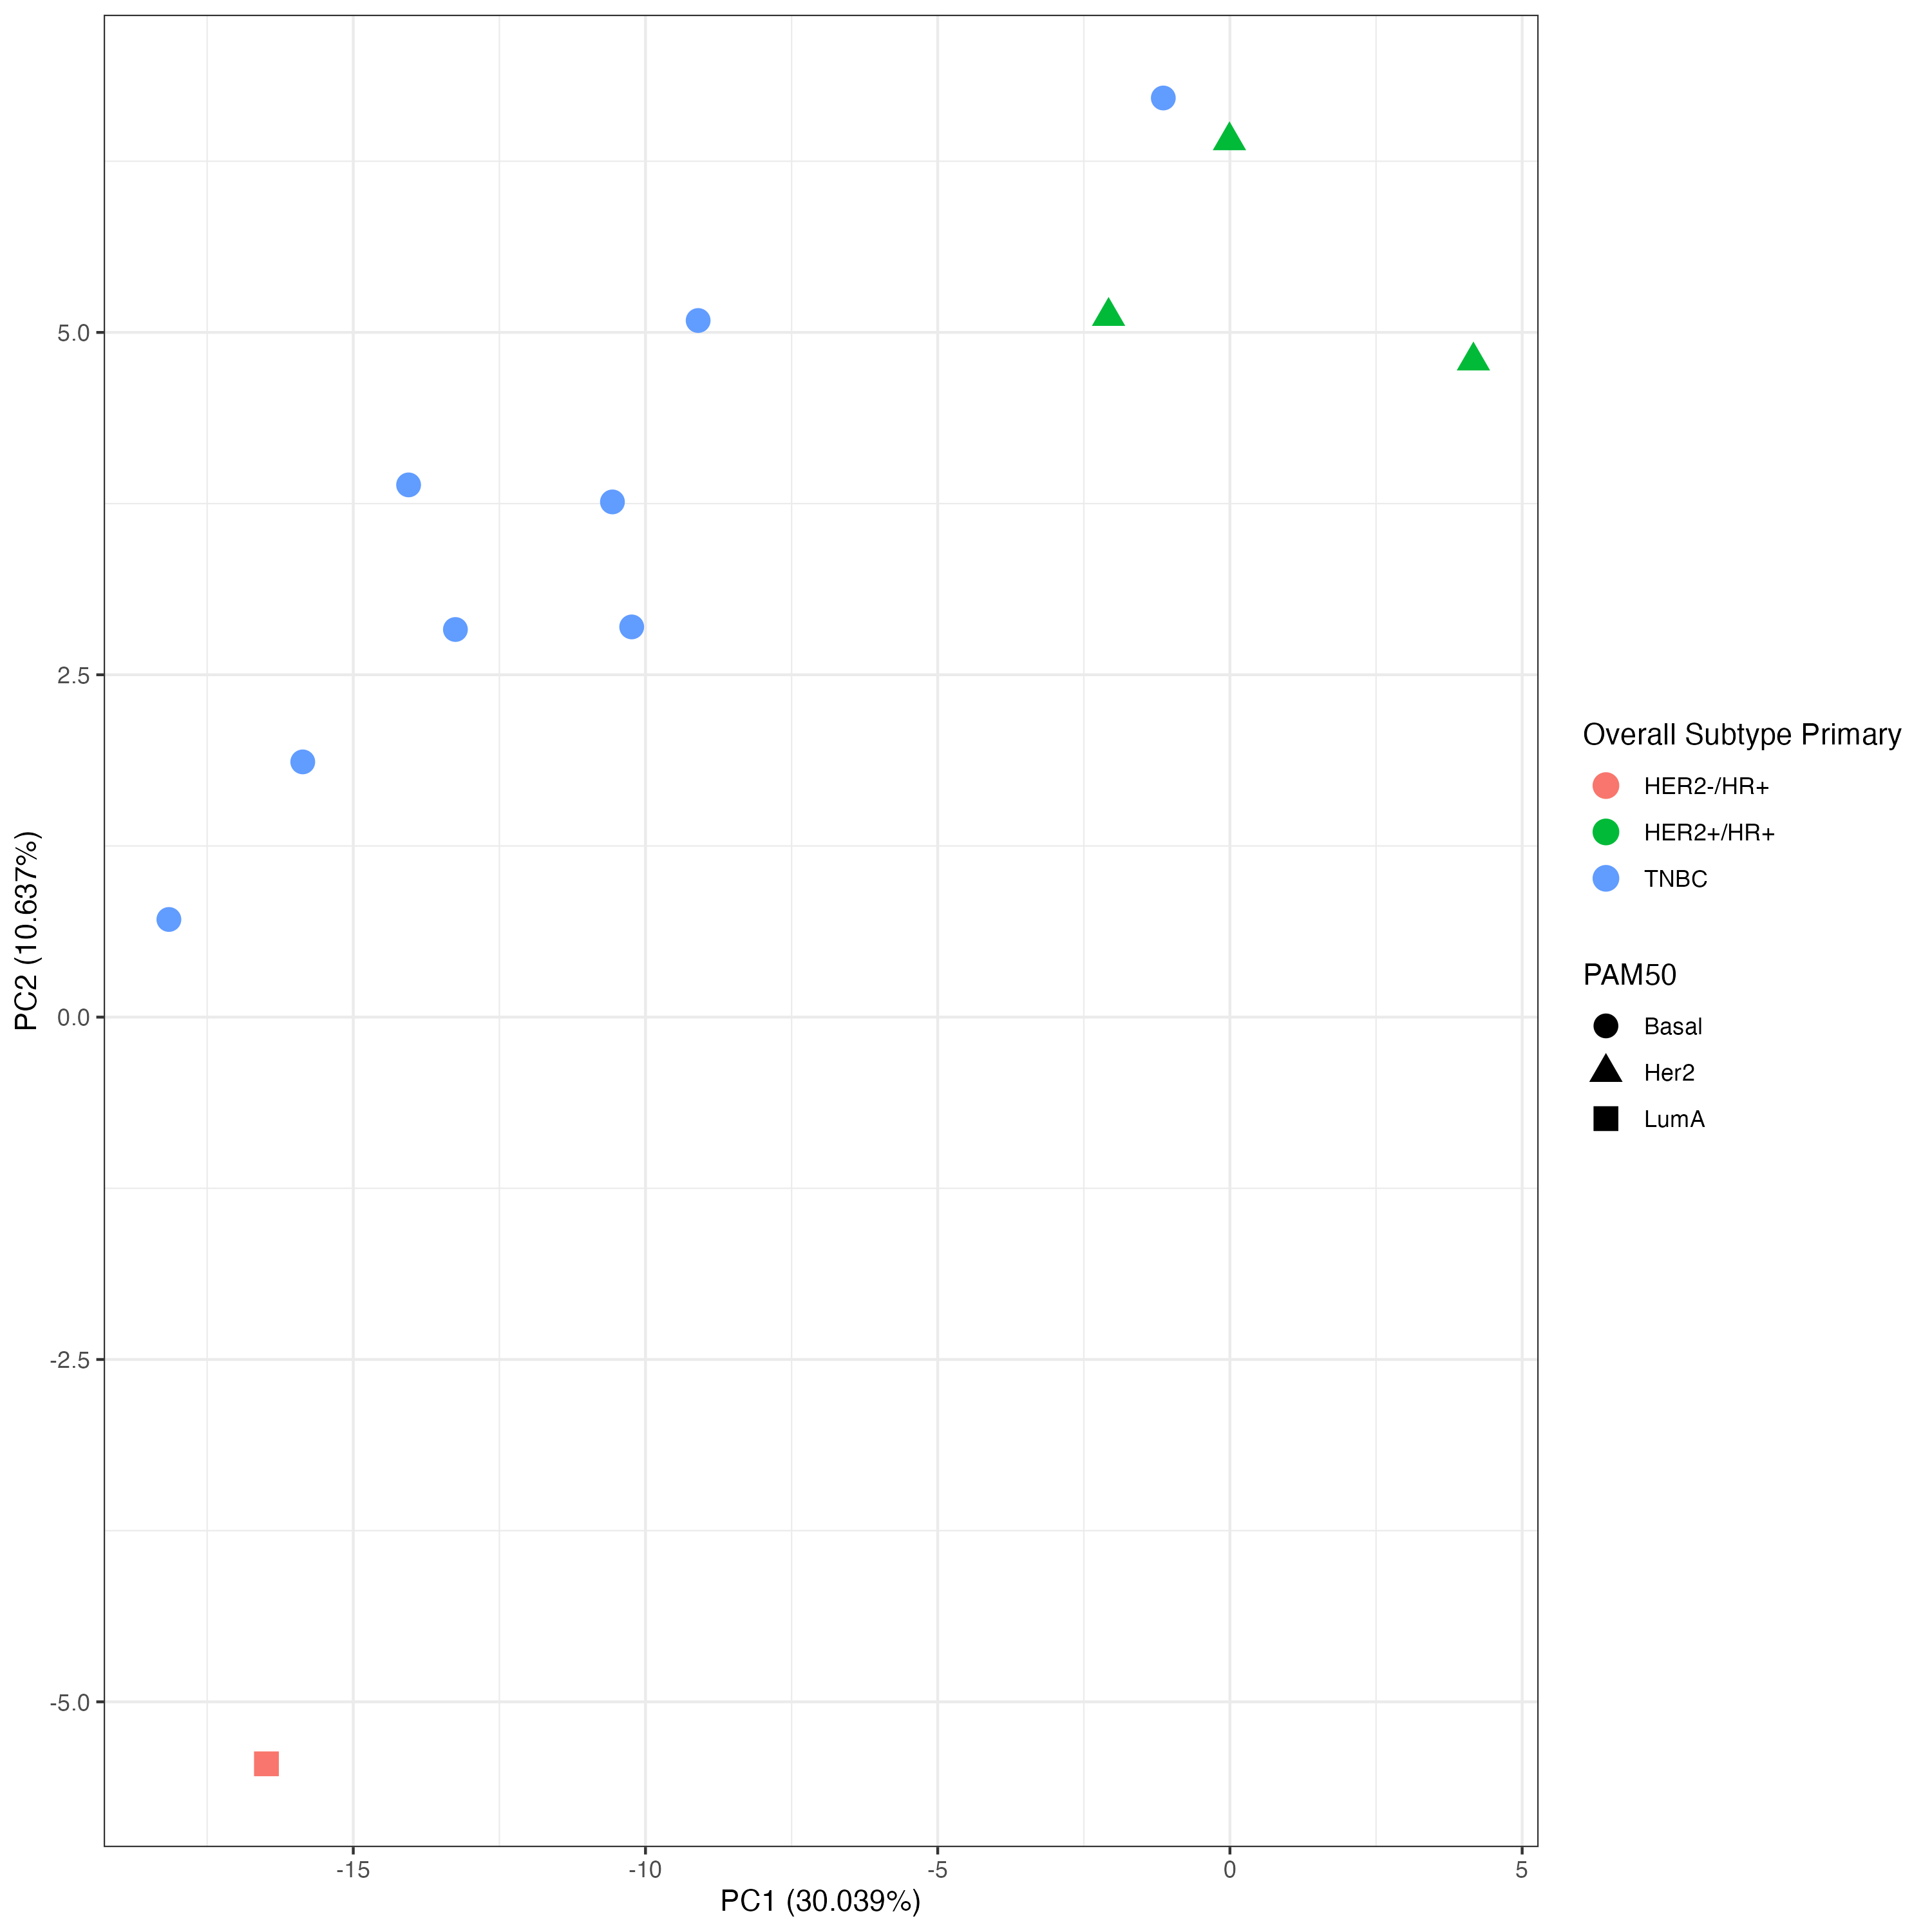 PC2 (10.637%)
5.0
2.5
0.0
-2.5
-5.0
-15
-10
-5
0
5
PC1 (30.039%)
Overall Subtype Primary
HER2-/HR+
HER2+/HR+
TNBC
PAM50
Basal
Her2
LumA